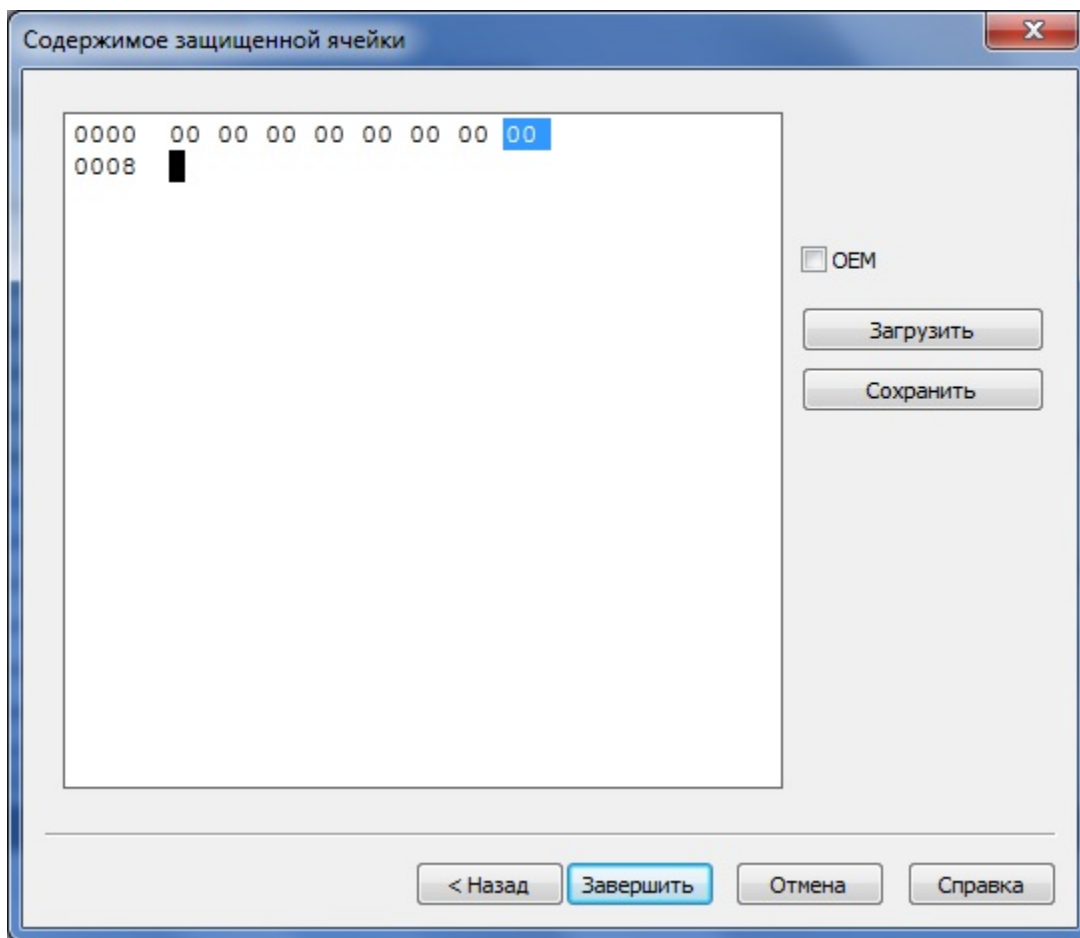 Содержимое защищенной ячейки
0000 00 00 00 00 00 00 00 00
0008
OEM
Загрузить
Сохранить
< Назад Завершить Отмена Справка